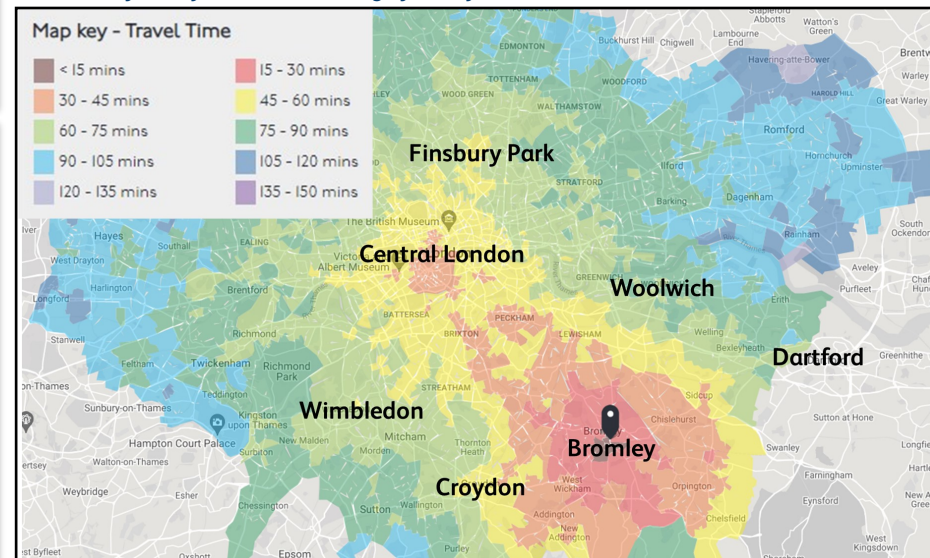 Map key - Travel Time
< 15 mins
15 - 30 mins
30 - 45 mins
45 - 60 mins
60 - 75 mins
75 - 90 mins
90 - 105 mins
105 - 120 mins
120 - 135 mins
135 - 150 mins
Stapleford
Abbotts
Watton's
Green
Buckhurst Hill
Chigwell
Lambourne
End
EDMONTON
Havering-atte-Bower
Warley
TOTTENHAM
WOODFORD
WOOD GREEN
HAROLD HILL
Great Warley
WALTHAMSTOW
Romford
Finsbury Park
Hornchurch
Upminster
Ilford
STRATFORD
Barking
Dagenham
The British Museum
South
Ockendon
Hayes
Southall
EALING
Rainham
West Drayton
Central London
Albert Museum
Aveley
Harlington
Brentford
GREENWICH
Woolwich
Purfleet
Longford
Erith
BATTERSEA
PECKHAM
Stanwell
Richmond
BRIXTON
LEWISHAM
Welling
Bexleyheath
Dartford
Greenhithe
Feltham
Twickenham
Richmond
Park
STREATHAM
Teddington
Sidcup
Sunbury-on-Thames
Kingston
upon Thames
Wimbledon
Chislehurst
Sutton at Hone
Hampton Court Palace
New Malden
Mitcham
Bromley
Surbiton
Morden
Thornton
Heath
Swanley
Walton-on-Thames
West
Wickham
Farningham
Weybridge
Esher
Croydon
Orpington
Eynsford
Chessington
Sutton
Wallington
Addington
New
Addington
Chelsfield
Epsom
Purley
West
Kingsdown